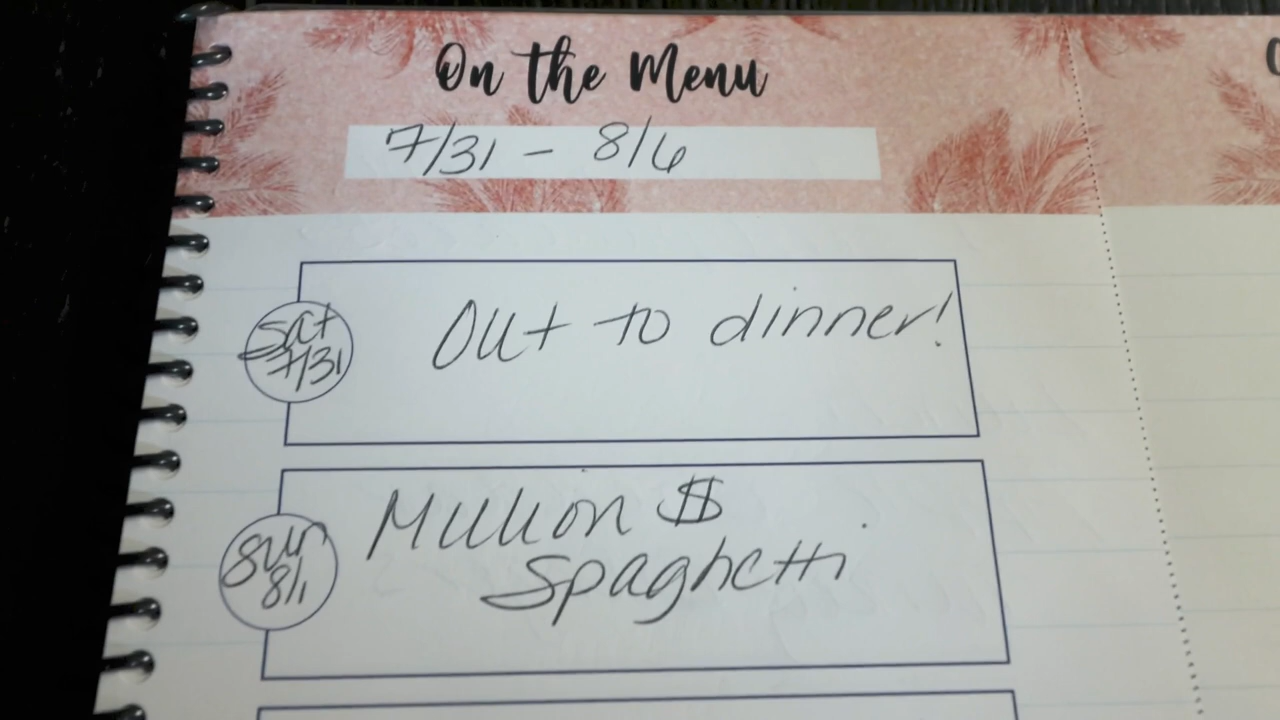 On the Menu
7/31 - 8/6
Sat
7/31
Out to dinner!
Sun
8/1
Million $
Spaghetti